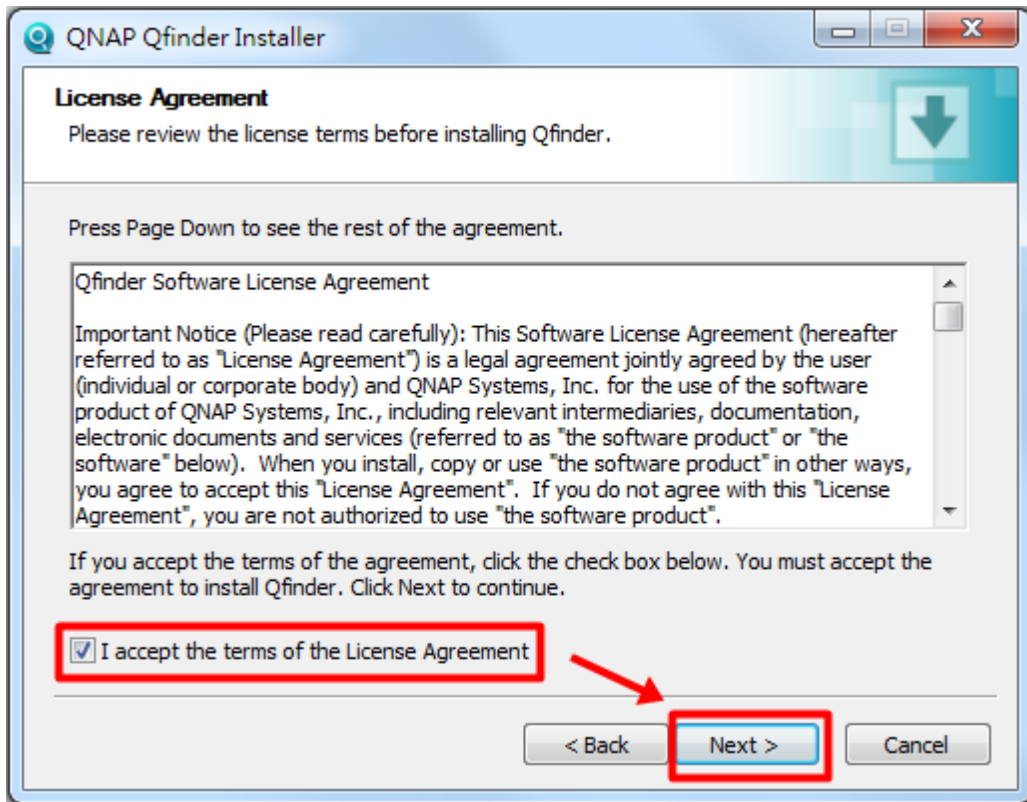 QNAP Qfinder Installer
License Agreement
Please review the license terms before installing Qfinder.
Press Page Down to see the rest of the agreement.
Qfinder Software License Agreement
Important Notice (Please read carefully): This Software License Agreement (hereafter
referred to as "License Agreement") is a legal agreement jointly agreed by the user
(individual or corporate body) and QNAP Systems, Inc. for the use of the software
product of QNAP Systems, Inc., including relevant intermediaries, documentation,
electronic documents and services (referred to as "the software product" or "the
software" below).  When you install, copy or use "the software product" in other ways,
you agree to accept this "License Agreement".  If you do not agree with this "License
Agreement", you are not authorized to use "the software product".
If you accept the terms of the agreement, click the check box below. You must accept the
agreement to install Qfinder. Click Next to continue.
I accept the terms of the License Agreement
< Back Next > Cancel